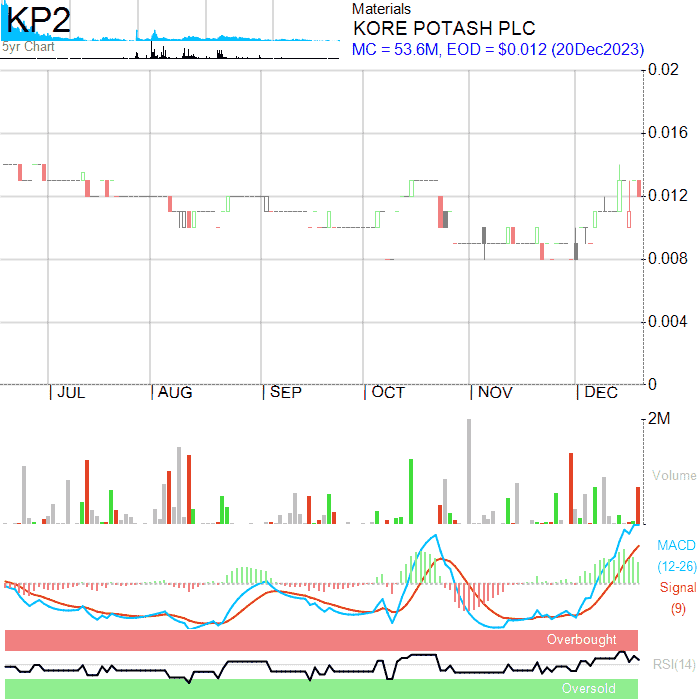 KP2
5yr Chart
Materials
KORE POTASH PLC
MC = 53.6M, EOD = $0.012 (20Dec2023)
0.02
0.016
0.012
0.008
0.004
0
JUL AUG SEP OCT NOV DEC
2M
Volume
MACD
(12-26)
Signal
(9)
Overbought
RSI(14)
Oversold